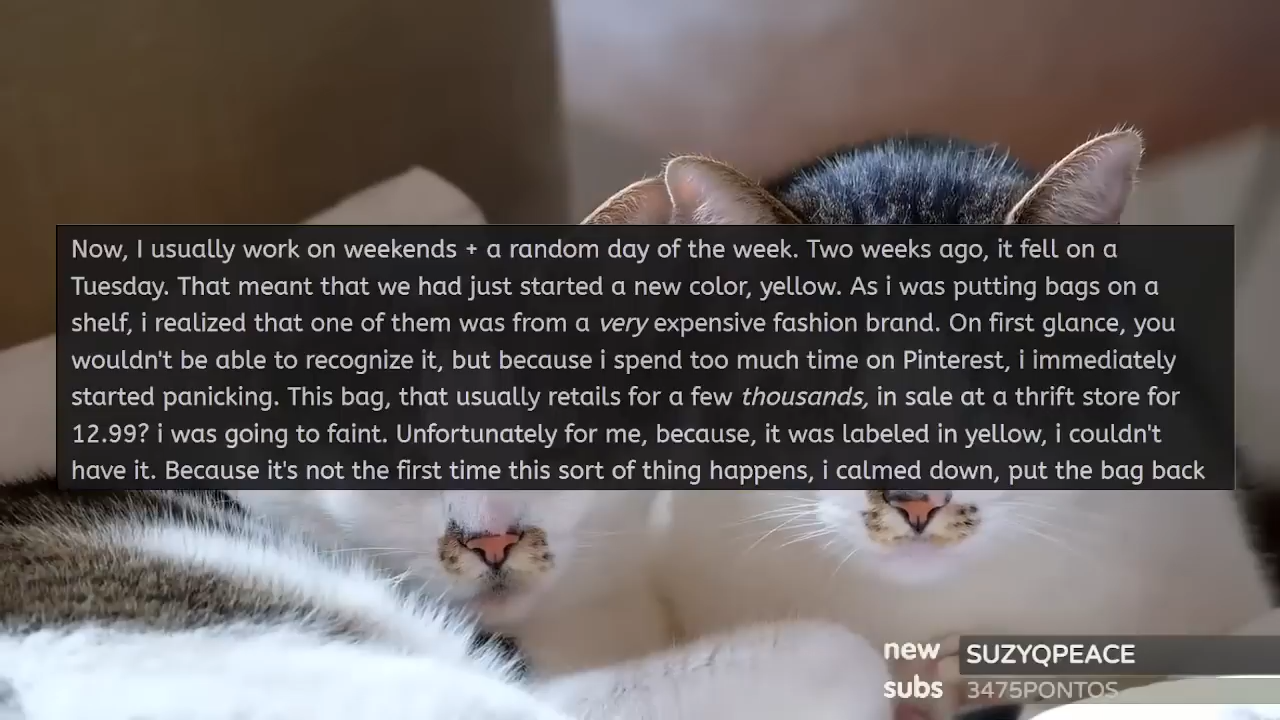 Now, I usually work on weekends + a random day of the week. Two weeks ago, it fell on a
Tuesday. That meant that we had just started a new color, yellow. As i was putting bags on a
shelf, i realized that one of them was from a very expensive fashion brand. On first glance, you
wouldn't be able to recognize it, but because i spend too much time on Pinterest, i immediately
started panicking. This bag, that usually retails for a few thousands, in sale at a thrift store for
12.99? i was going to faint. Unfortunately for me, because, it was labeled in yellow, i couldn't
have it. Because it's not the first time this sort of thing happens, i calmed down, put the bag back
new SUZYQPEACE
subs 3475PONTOS